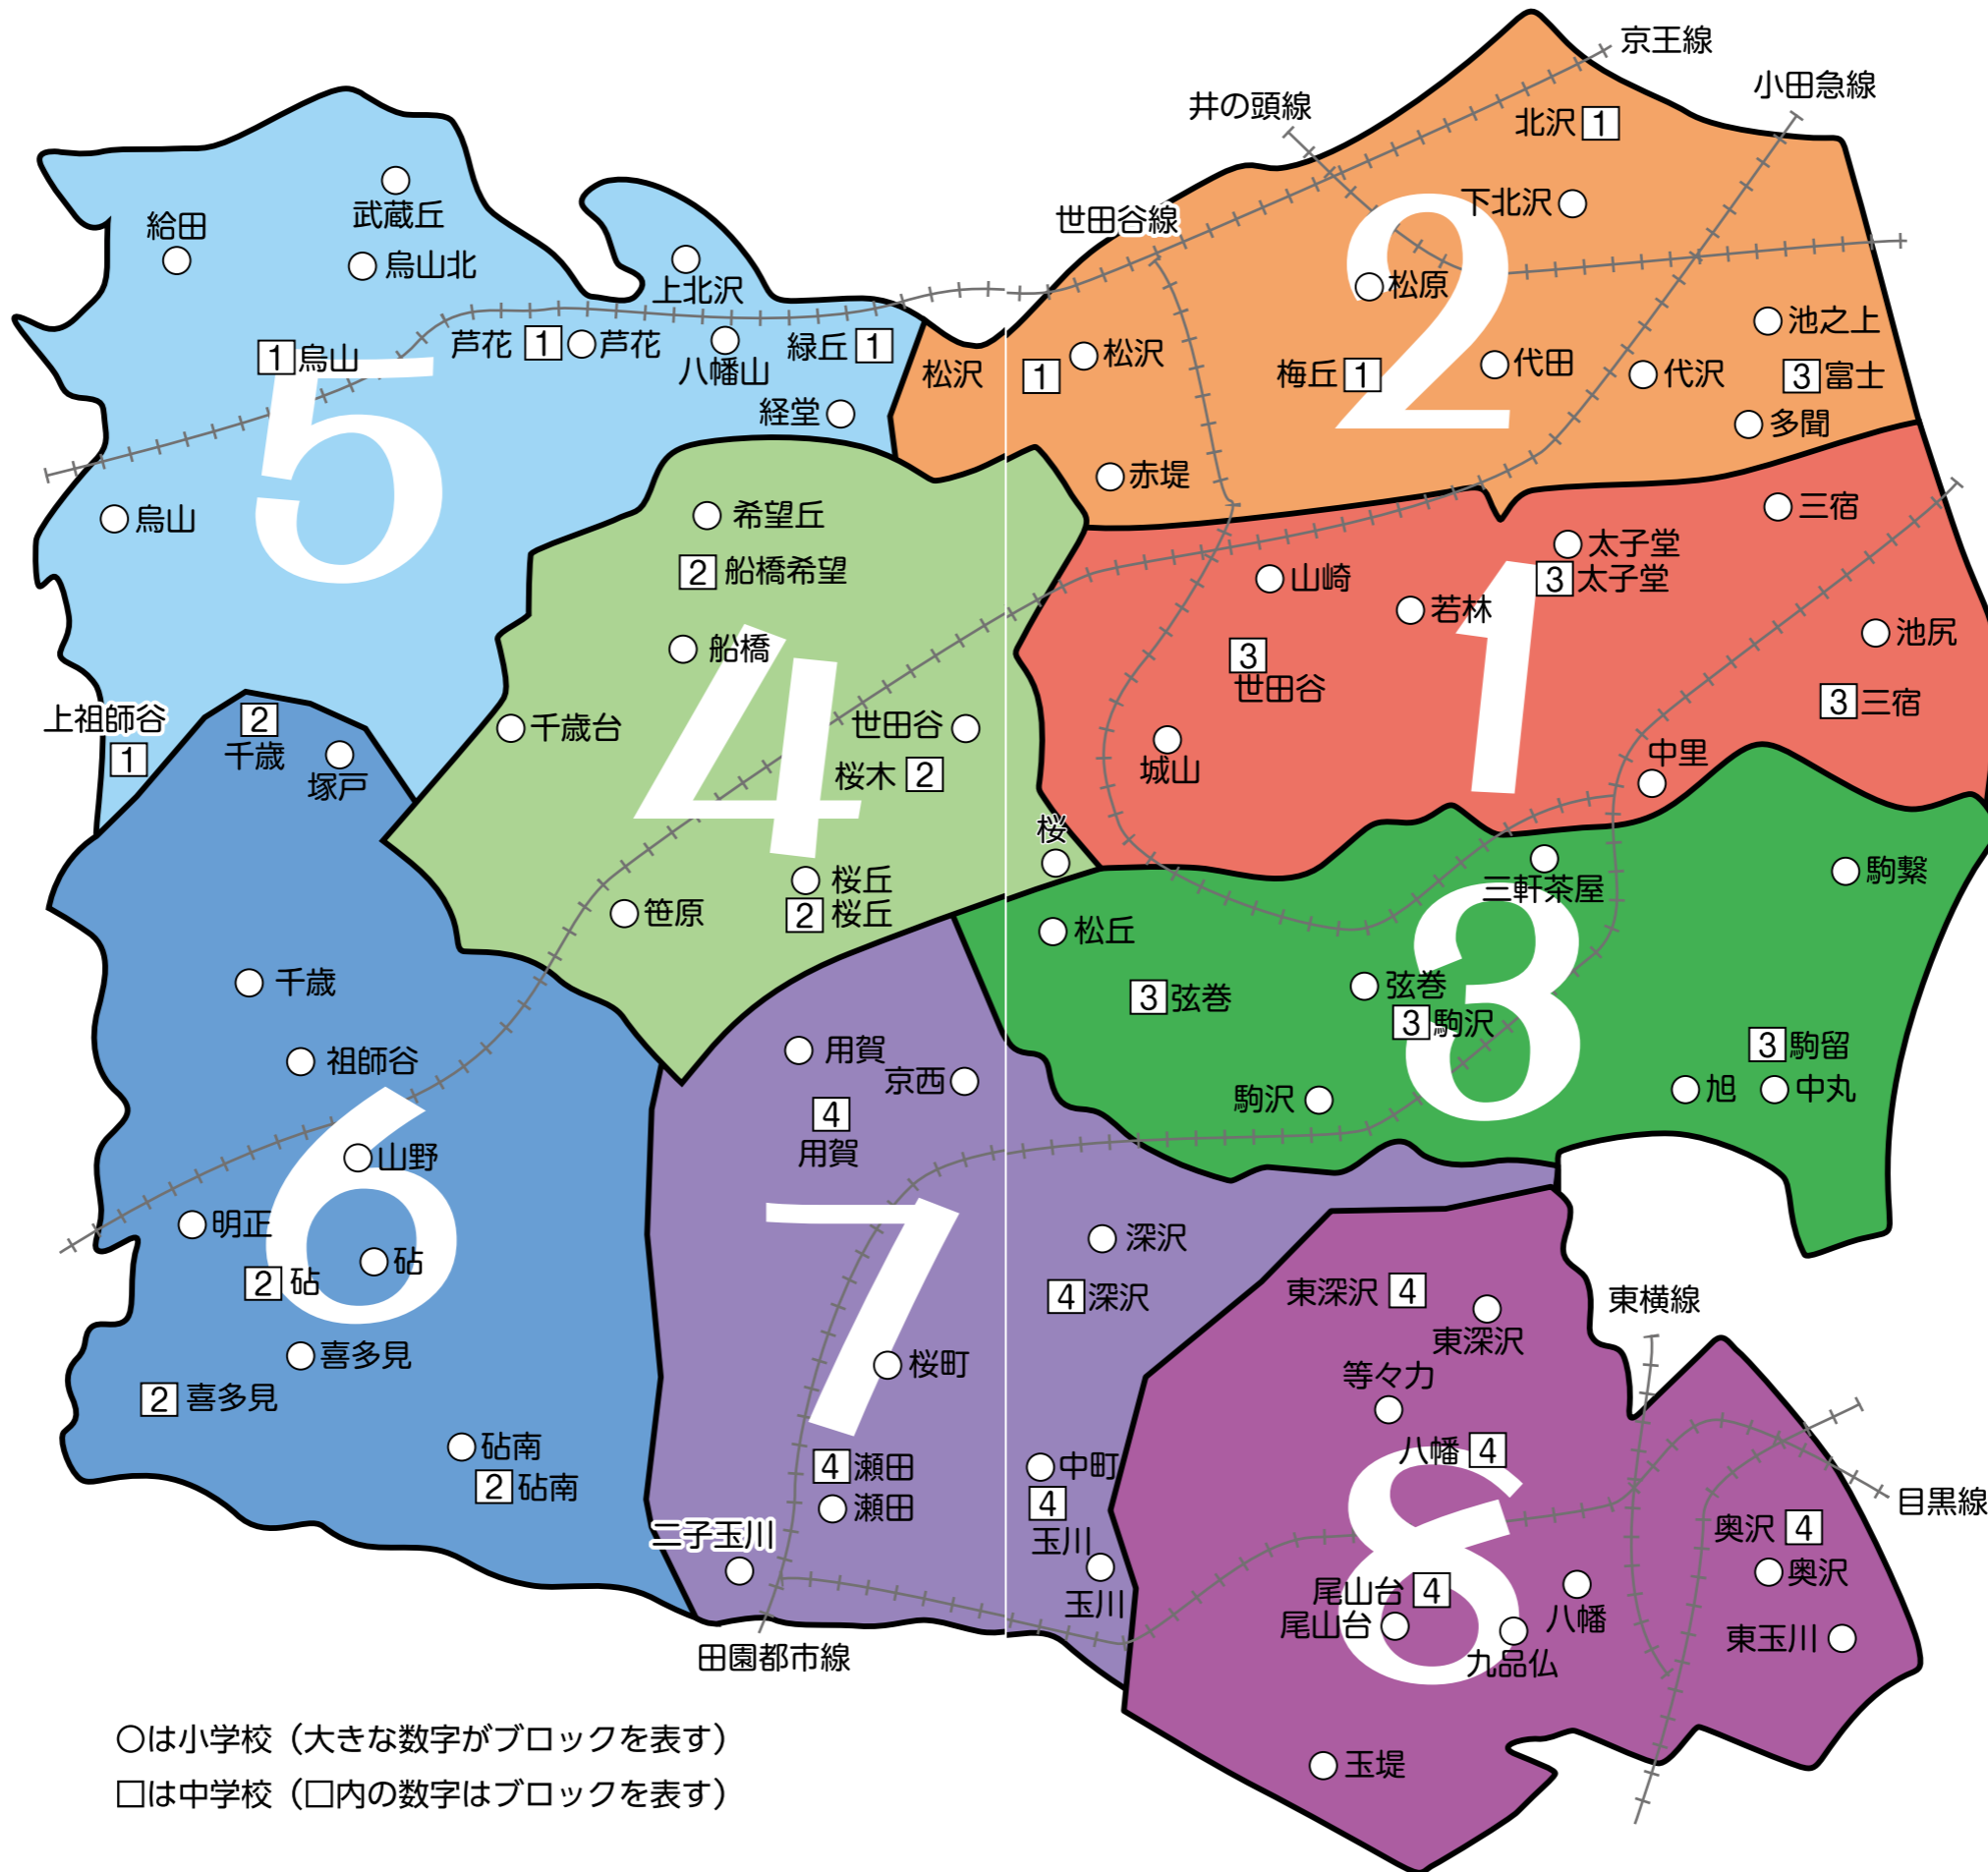 京王線
小田急線
井の頭線
世田谷線
5
給田
武蔵丘
烏山北
上北沢
1 烏山
芦花 1
芦花
八幡山
緑丘 1
経堂
烏山
上祖師谷
1
2
北沢 1
下北沢
松原
池之上
松沢 1
松沢
梅丘 1
代田
代沢
3 富士
多聞
赤堤
1
三宿
太子堂
3 太子堂
山崎
若林
池尻
3
世田谷
3 三宿
城山
中里
4
希望丘
2 船橋希望
船橋
千歳台
世田谷
桜木 2
桜
桜丘
2 桜丘
笹原
3
三軒茶屋
駒繋
松丘
3 弦巻
弦巻
3 駒沢
3 駒留
駒沢
旭
中丸
6
2
千歳
塚戸
千歳
祖師谷
山野
明正
砧
2 砧
喜多見
2 喜多見
砧南
2 砧南
7
用賀
京西
4
用賀
深沢
4 深沢
桜町
4 瀬田
瀬田
中町
4
玉川
玉川
二子玉川
田園都市線
8
東深沢 4
東深沢
等々力
八幡 4
東横線
目黒線
奥沢 4
奥沢
尾山台 4
尾山台
九品仏
八幡
東玉川
玉堤
○は小学校（大きな数字がブロックを表す）
□は中学校（□内の数字はブロックを表す）